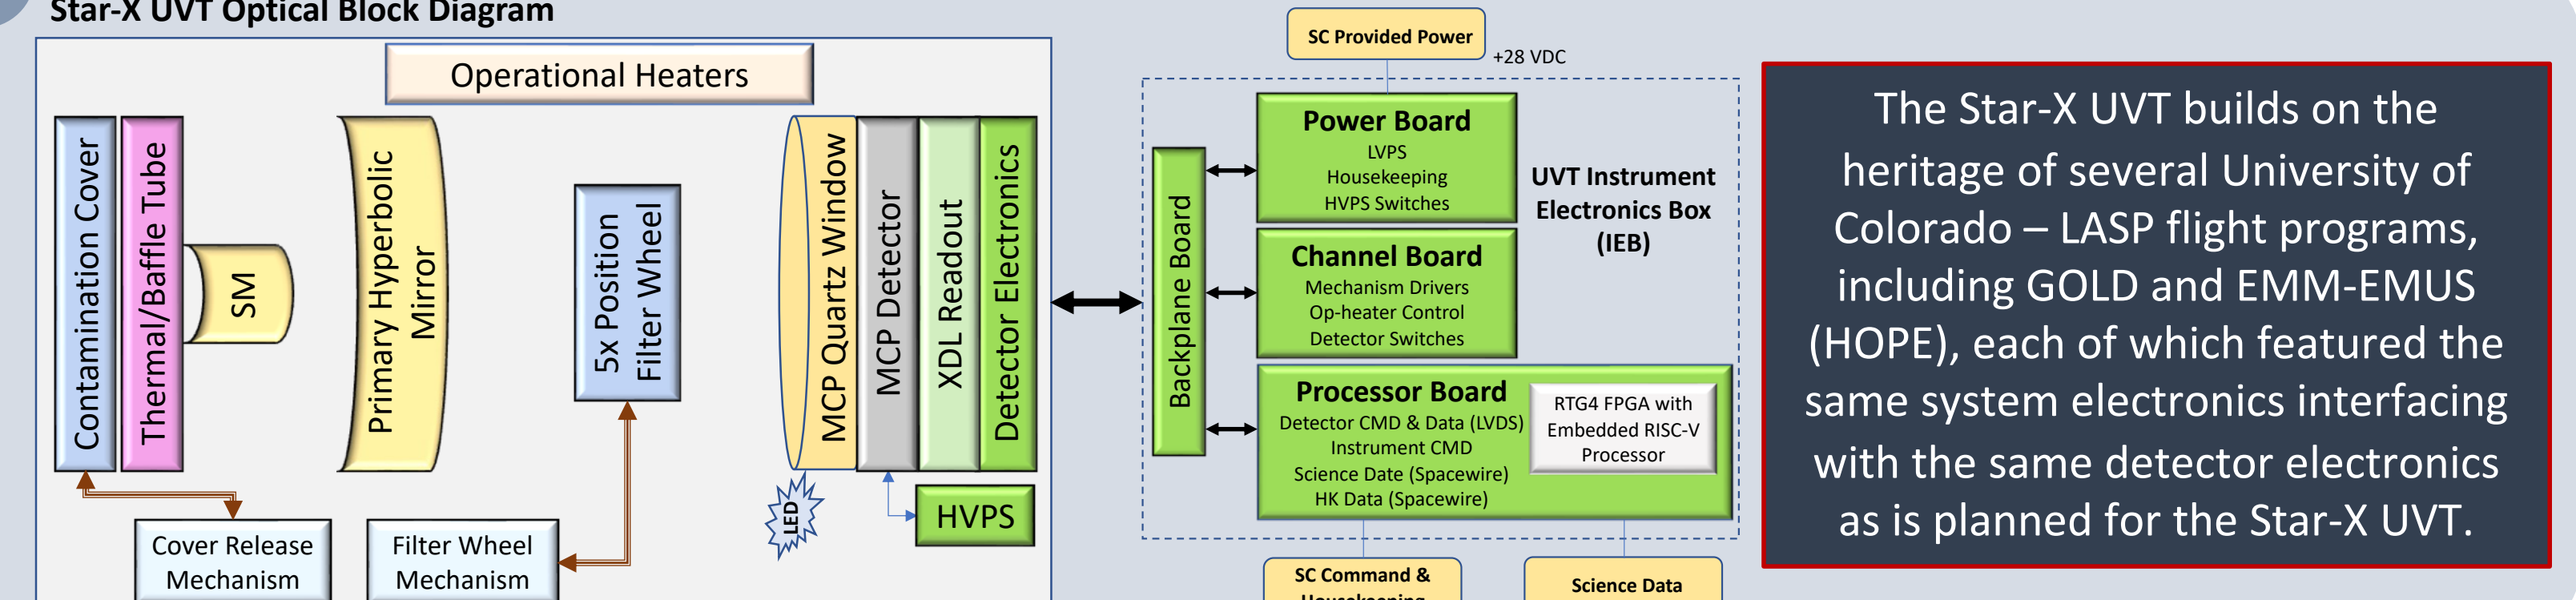 Star-X UVT Optical Block Diagram
Operational Heaters
Contamination Cover
Thermal/Baffle Tube
SM
Primary Hyperbolic
Mirror
5x Position
Filter Wheel
MCP Quartz Window
MCP Detector
XDL Readout
Detector Electronics
LED
HVPS
Cover Release
Mechanism
Filter Wheel
Mechanism
SC Provided Power
+28 VDC
Backplane Board
Power Board
LVPS
Housekeeping
HVPS Switches
UVT Instrument
Electronics Box
(IEB)
Channel Board
Mechanism Drivers
Op-heater Control
Detector Switches
Processor Board
Detector CMD & Data (LVDS)
Instrument CMD
Science Date (Spacewire)
HK Data (Spacewire)
RTG4 FPGA with
Embedded RISC-V
Processor
SC Command &
Housekeeping
Science Data
The Star-X UVT builds on the
heritage of several University of
Colorado – LASP flight programs,
including GOLD and EMM-EMUS
(HOPE), each of which featured the
same system electronics interfacing
with the same detector electronics
as is planned for the Star-X UVT.